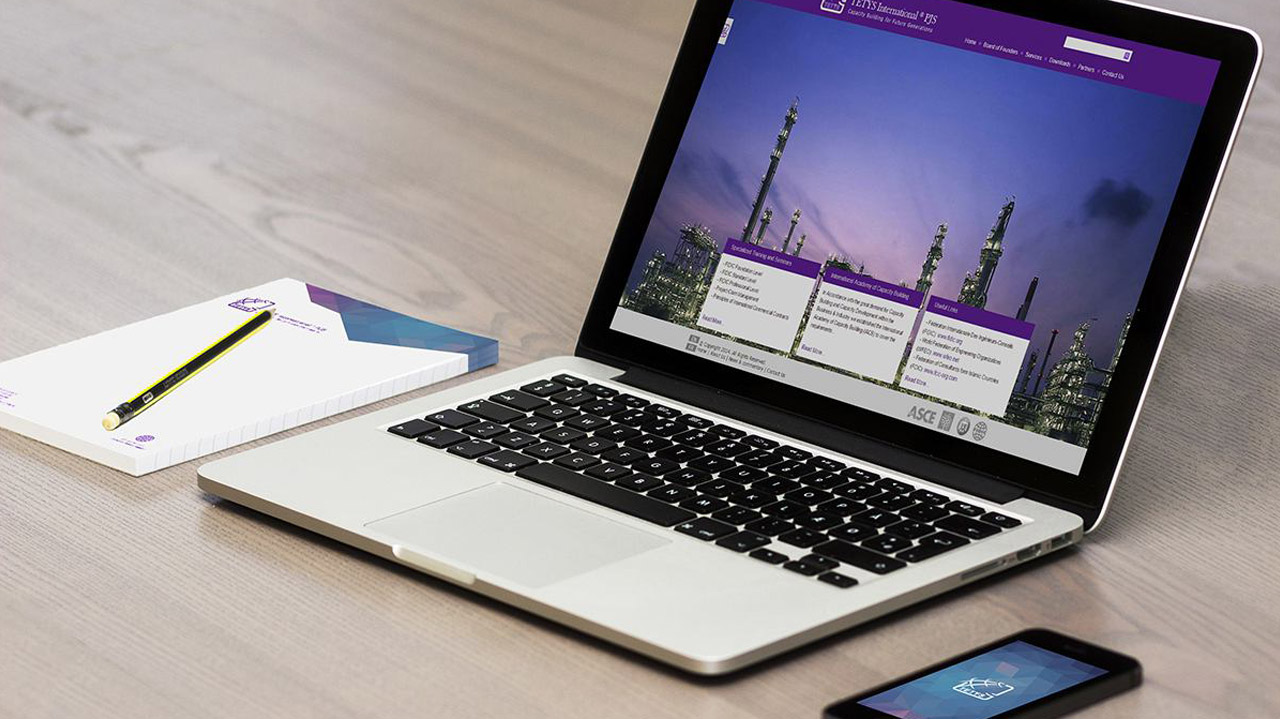 TETYS International ® PJS
Capacity Building for Future Generations
Home
Board of Founders
Services
Downloads
Partners
Contact Us
Specialized Training and Seminars
- FIDIC Foundation Level
- FIDIC Standard Level
- FIDIC Professional Level
- Project Claim Management
- Principles of International Commercial Contracts
Read More..
International Academy of Capacity Building
In Accordance with the great demand for Capacity
Building and Capacity Development within the
Business & Industry we established the International
Academy of Capacity Building (IACB) to cover the
requirements.
Read More..
Useful Links
- Federation Internationale Des Ingenieurs-Conseils,
(FIDIC): www.fidic.org
- World Federation of Engineering Organizations
(WFEO): www.wfeo.net
- Federation of Consultants from Islamic Countries
(FCIC): www.fcic-org.com
Read More..
© Copyright 2014, All Rights Reserved.
Home | About Us | News & commentary | Contact Us
ASCE
TETYS